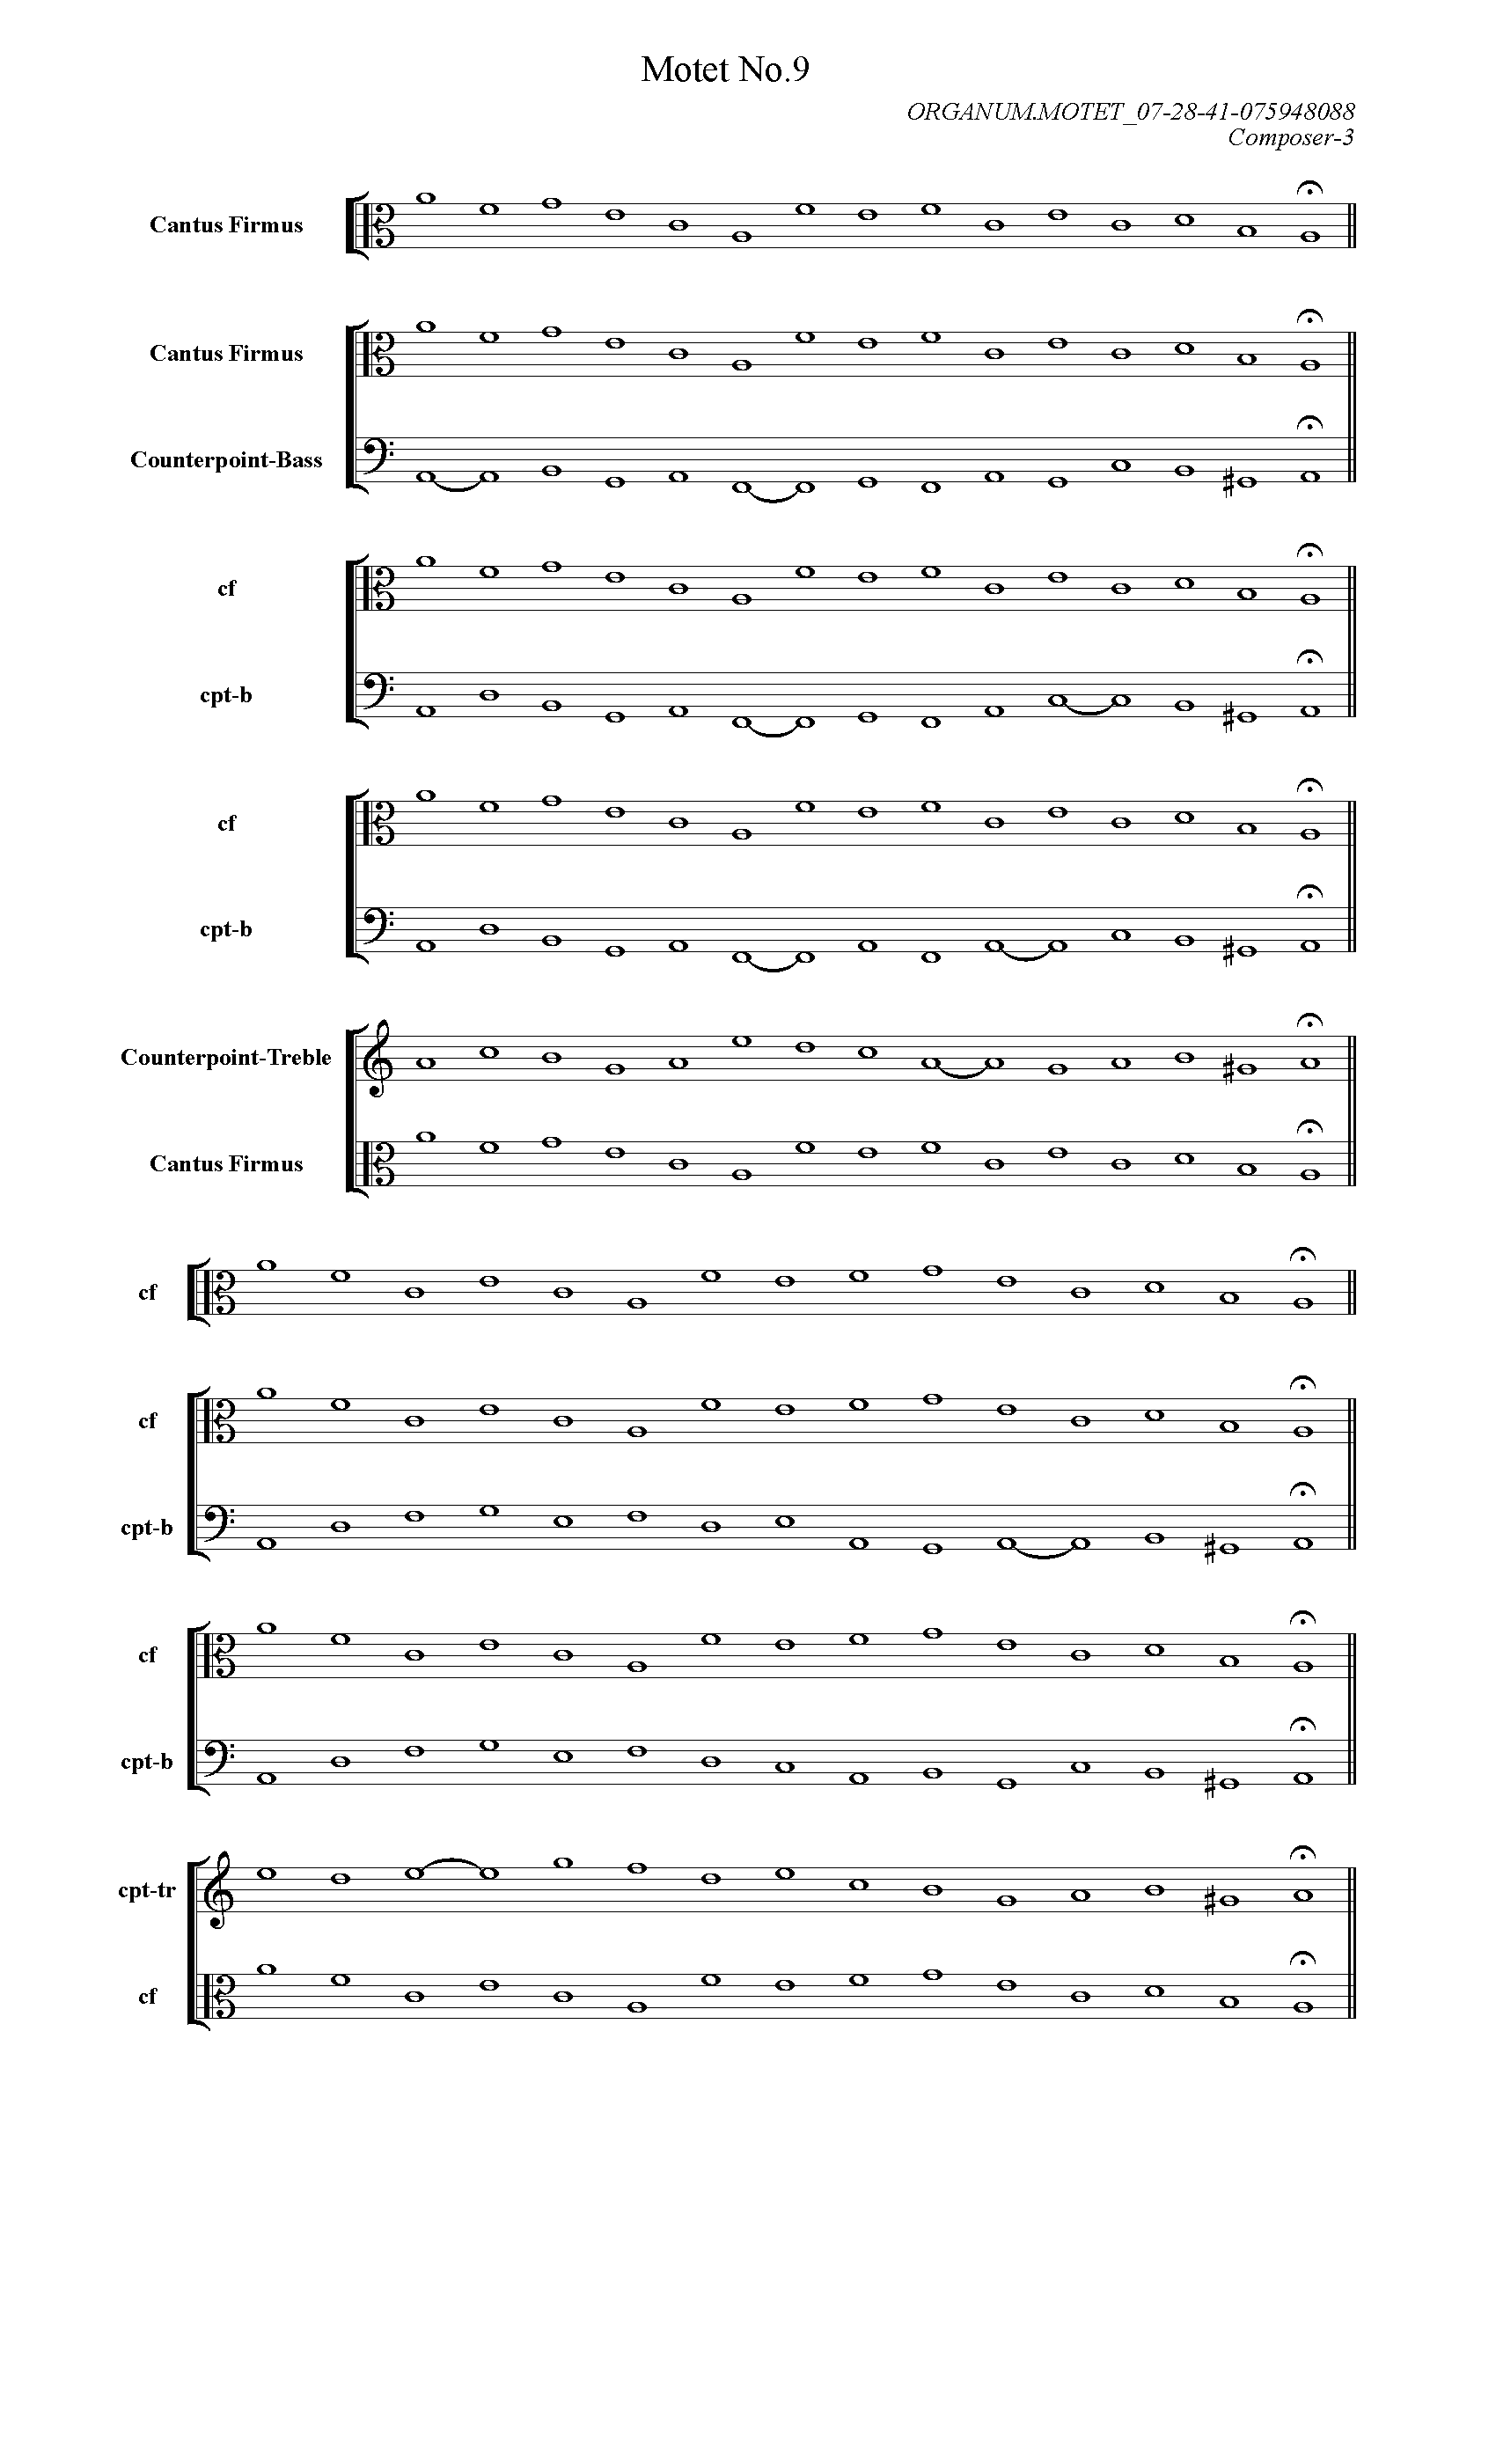 Motet No.9
ORGANUM.MOTET_07-28-41-075948088
Composer-3
Cantus Firmus
Cantus Firmus
Counterpoint-Bass
cf
cpt-b
cf
cpt-b
Counterpoint-Treble
Cantus Firmus
cf
cf
cpt-b
cf
cpt-b
cpt-tr
cf